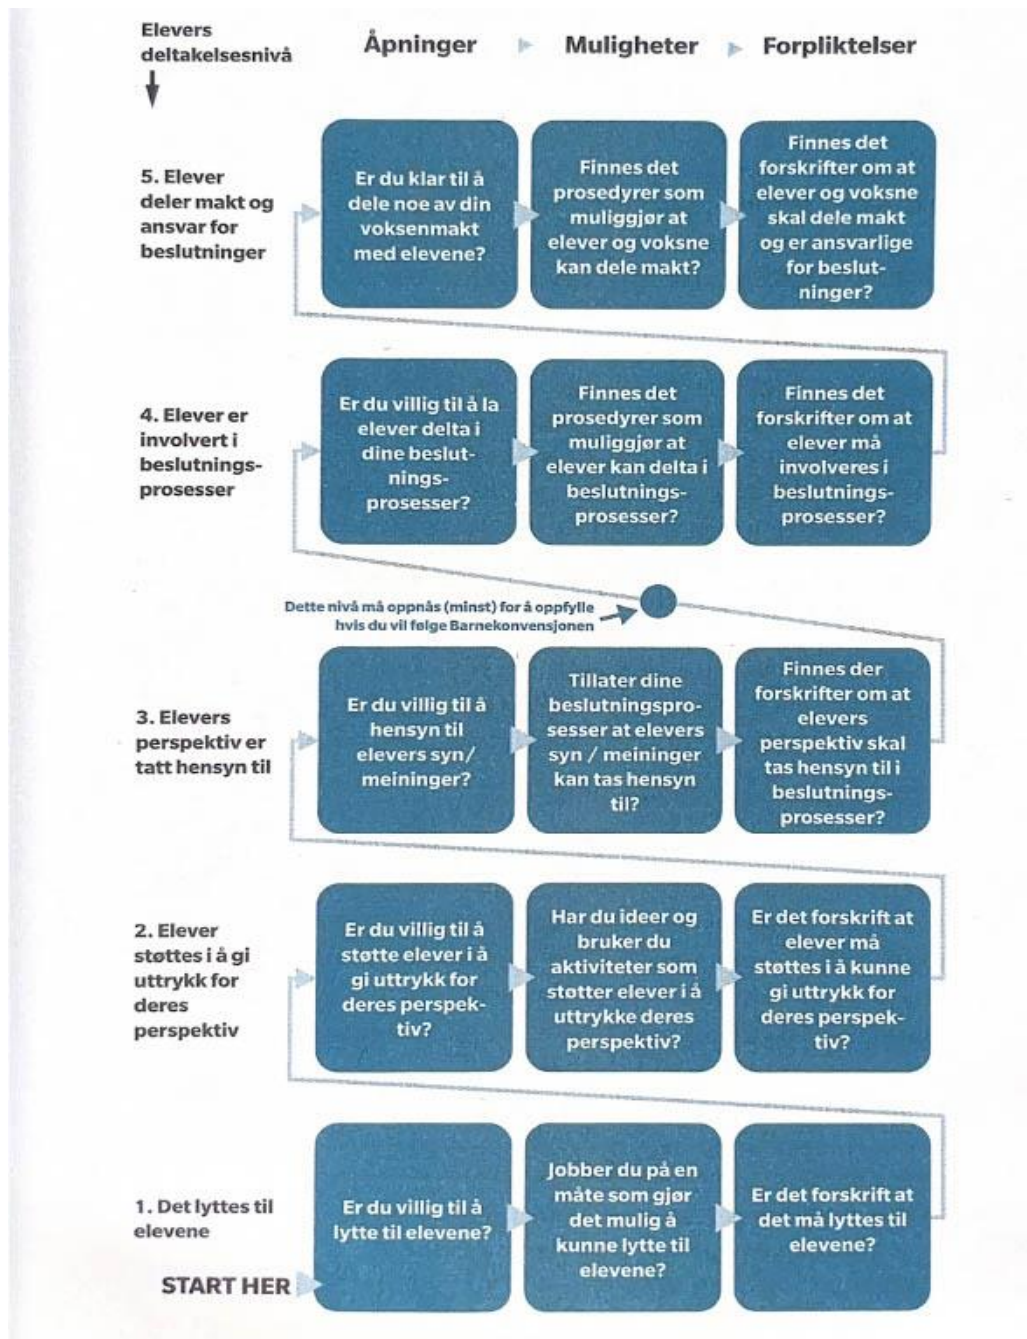 Elevers
deltakelsesnivå
Åpninger
Muligheter
Forpliktelser
5. Elever
deler makt og
ansvar for
beslutninger
Er du klar til å
dele noe av din
voksenmakt
med elevene?
Finnes det
prosedyrer som
muliggjør at
elever og voksne
kan dele makt?
Finnes det
forskrifter om at
elever og voksne
skal dele makt
og er ansvarlige
for beslut-
ninger?
4. Elever er
involvert i
beslutnings-
prosesser
Er du villig til å la
elever delta i
dine beslut-
nings-
prosesser?
Finnes det
prosedyrer som
muliggjør at
elever kan delta i
beslutnings-
prosesser?
Finnes det
forskrifter om at
elever må
involveres i
beslutnings-
prosesser?
Dette nivå må oppnås (minst) for å oppfylle
hvis du vil følge Barnekonvensjonen
3. Elevers
perspektiv er
tatt hensyn til
Er du villig til å
hensyn til
elevers syn/
meininger?
Tillater dine
beslutningspro-
sesser at elevers
syn / meininger
kan tas hensyn
til?
Finnes der
forskrifter om at
elevers
perspektiv skal
tas hensyn til i
beslutnings-
prosesser?
2. Elever
støttes i å gi
uttrykk for
deres
perspektiv
Er du villig til å
støtte elever i å
gi uttrykk for
deres perspek-
tiv?
Har du ideer og
bruker du
aktiviteter som
støtter elever i å
uttrykke deres
perspektiv?
Er det forskrift at
elever må
støttes i å kunne
gi uttrykk for
deres perspek-
tiv?
1. Det lyttes til
elevene
Er du villig til å
lytte til elevene?
Jobber du på en
måte som gjør
det mulig å
kunne lytte til
elevene?
Er det forskrift at
det må lyttes til
elevene?
START HER